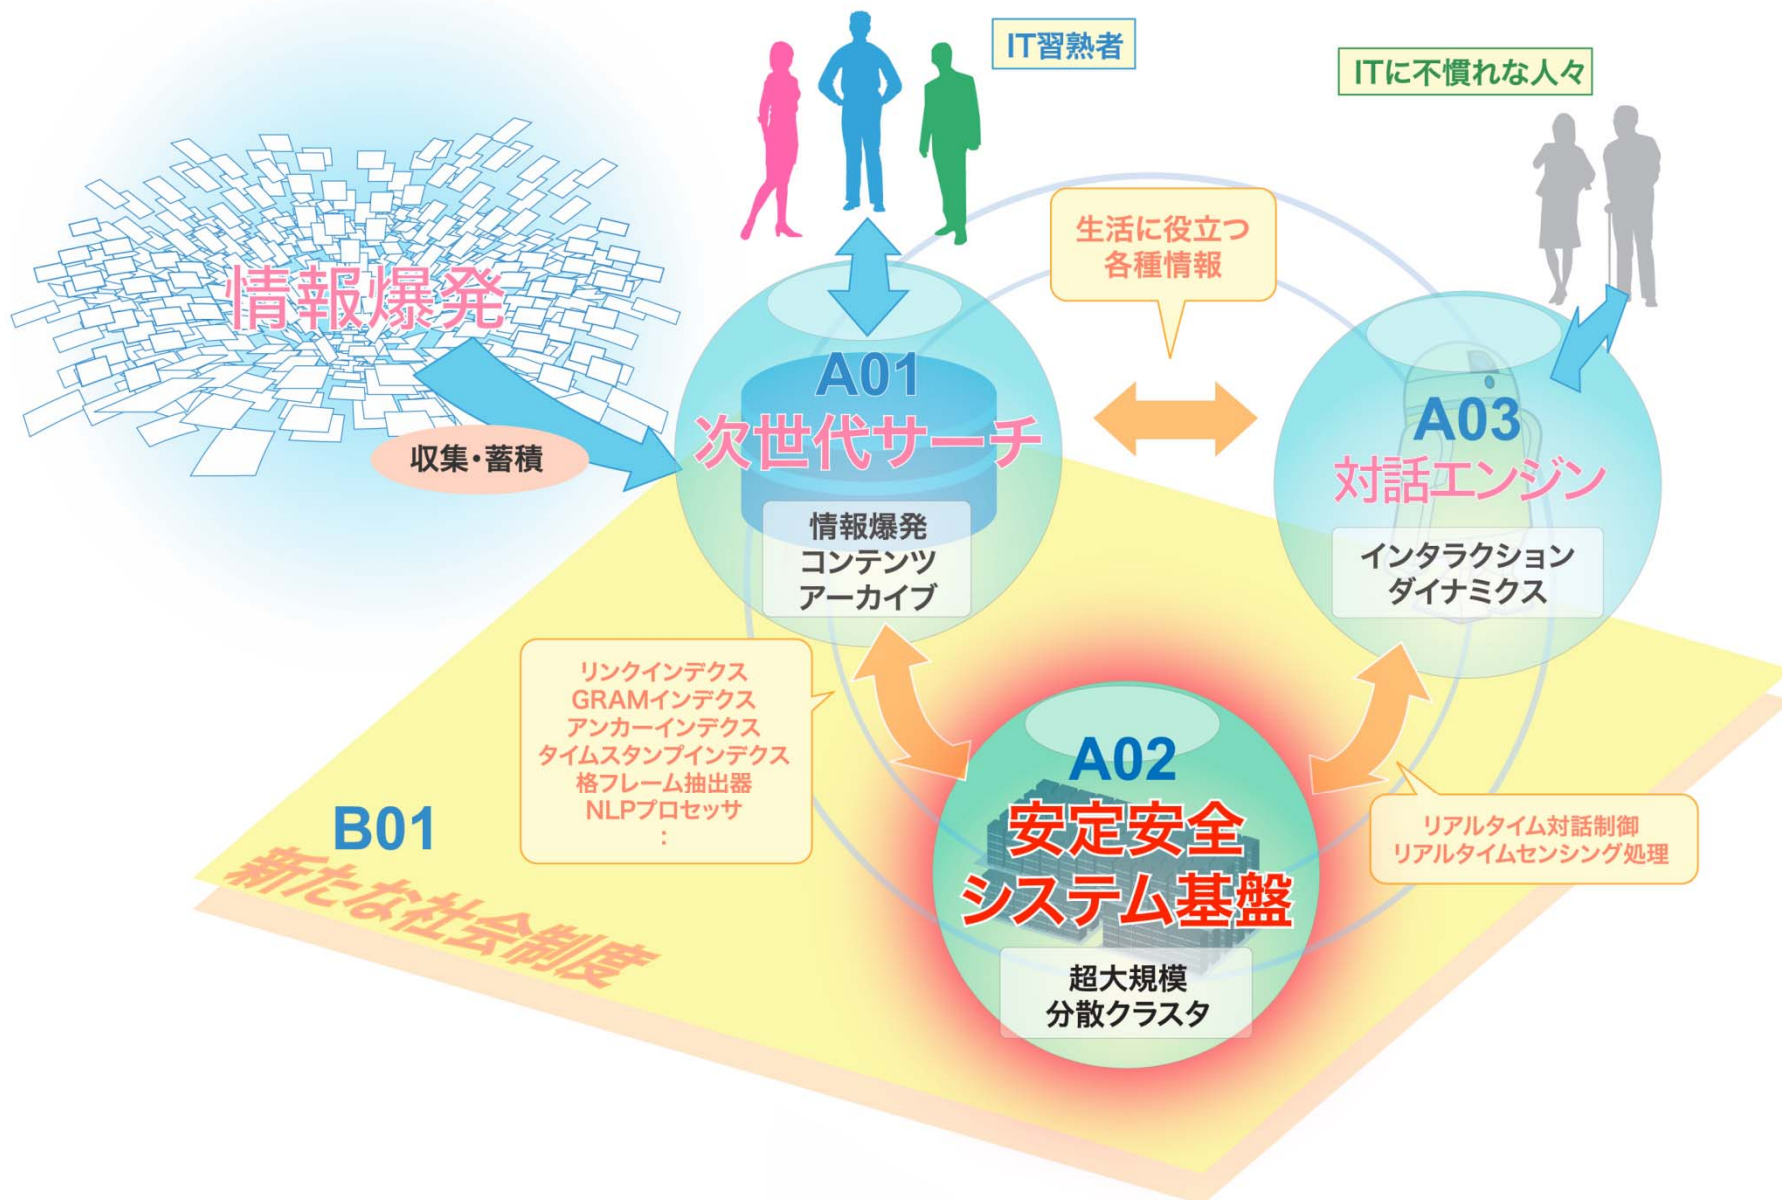 IT習熟者
ITに不慣れな人々
情報爆発
収集・蓄積
生活に役立つ
各種情報
A01
次世代サーチ
情報爆発
コンテンツ
アーカイブ
A03
対話エンジン
インタラクション
ダイナミクス
リンクインデクス
GRAMインデクス
アンカーインデクス
タイムスタンプインデクス
格フレーム抽出器
NLPプロセッサ
:
A02
安定安全
システム基盤
超大規模
分散クラスタ
リアルタイム対話制御
リアルタイムセンシング処理
B01
新たな社会制度